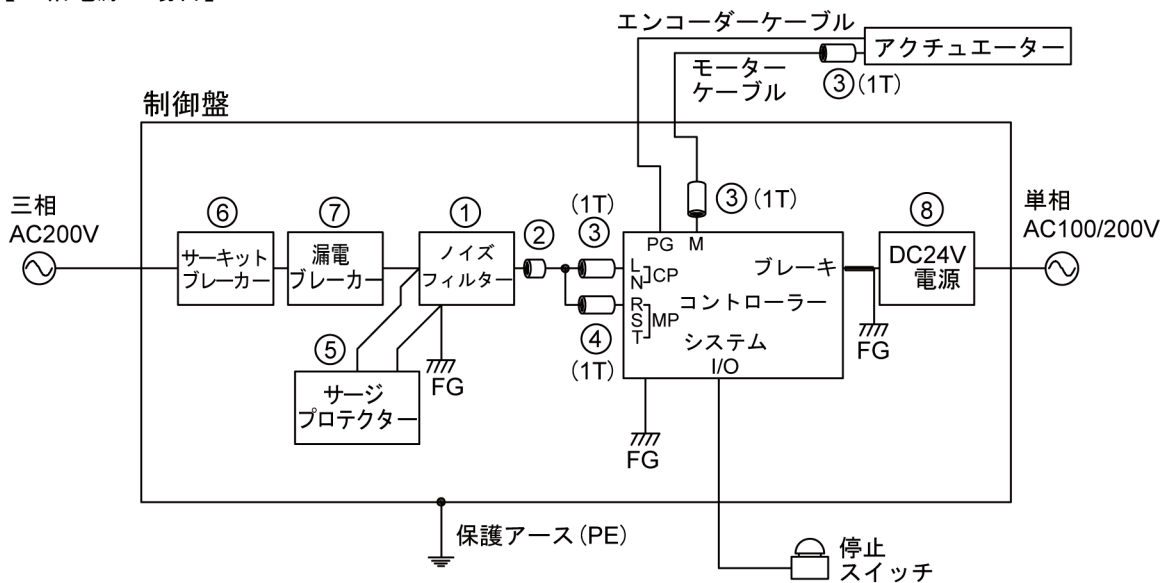 エンコーダーケーブル
アクチュエーター
モーター
ケーブル
③(1T)
制御盤
三相
AC200V
⑥
サーキット
ブレーカー
⑦
漏電
ブレーカー
①
ノイズ
フィルター
②
(1T)
③
③(1T)
PG M
L
N
CP
R
S
T
MP
④
(1T)
ブレーキ
コントローラー
システム
I/O
⑧
DC24V
電源
単相
AC100/200V
⑤
サージ
プロテクター
FG
FG
FG
保護アース(PE)
停止
スイッチ